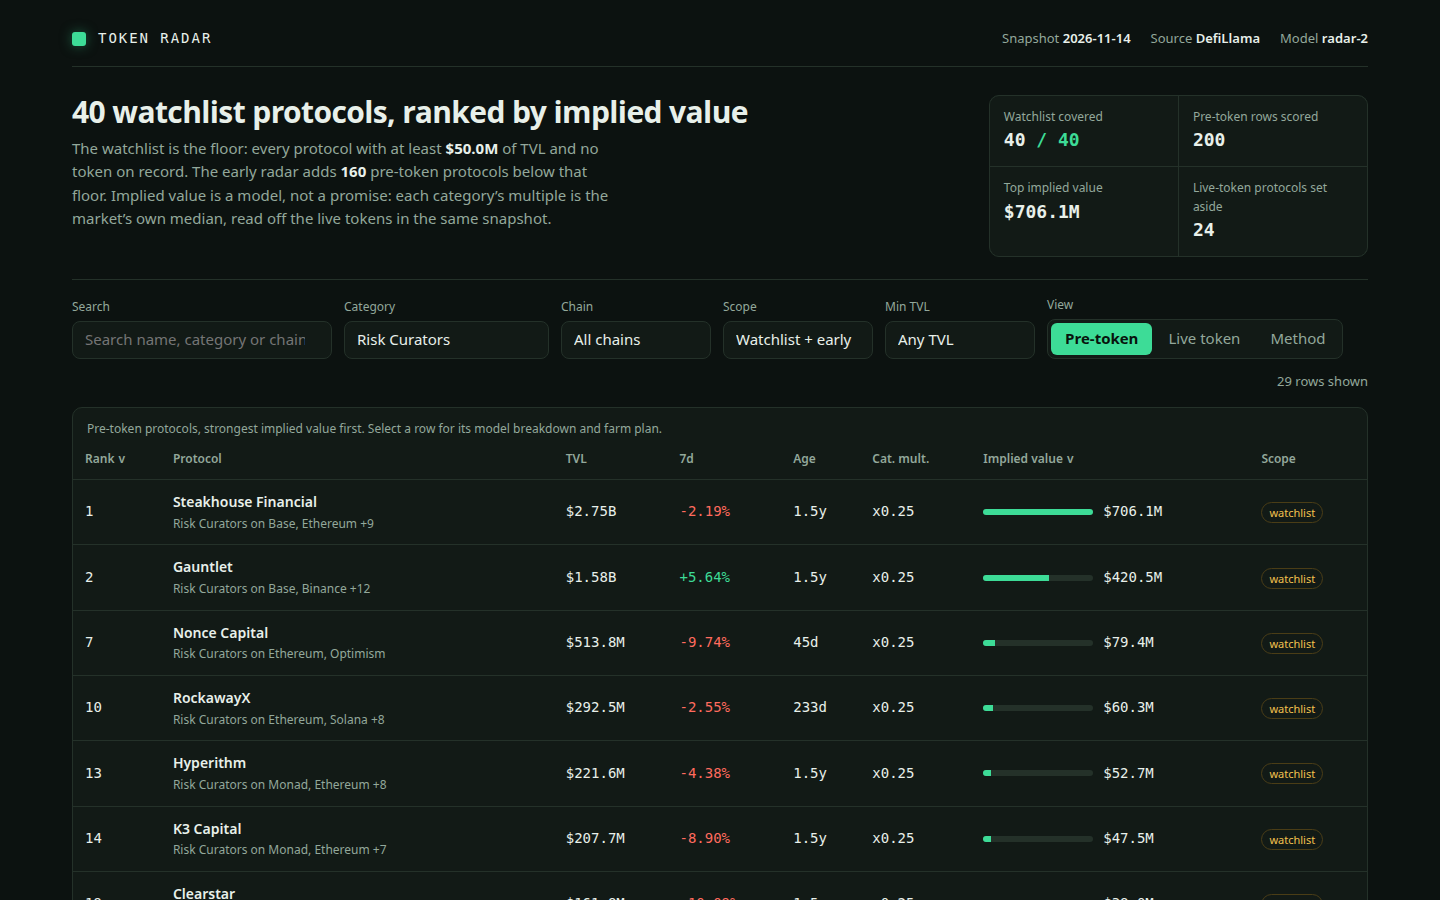 TOKEN RADAR
Snapshot 2026-11-14 Source DefiLlama Model radar-2
40 watchlist protocols, ranked by implied value
The watchlist is the floor: every protocol with at least $50.0M of TVL and no
token on record. The early radar adds 160 pre-token protocols below that
floor. Implied value is a model, not a promise: each category’s multiple is the
market’s own median, read off the live tokens in the same snapshot.
Watchlist covered
40 / 40
Pre-token rows scored
200
Top implied value
$706.1M
Live-token protocols set
aside
24
Search
Category
Chain
Scope
Min TVL
View
Search name, category or chain
Risk Curators
All chains
Watchlist + early
Any TVL
Pre-token Live token Method
29 rows shown
Pre-token protocols, strongest implied value first. Select a row for its model breakdown and farm plan.
Rank v Protocol TVL 7d Age Cat. mult. Implied value v Scope
1 Steakhouse Financial $2.75B -2.19% 1.5y x0.25 $706.1M watchlist
Risk Curators on Base, Ethereum +9
2 Gauntlet $1.58B +5.64% 1.5y x0.25 $420.5M watchlist
Risk Curators on Base, Binance +12
7 Nonce Capital $513.8M -9.74% 45d x0.25 $79.4M watchlist
Risk Curators on Ethereum, Optimism
10 RockawayX $292.5M -2.55% 233d x0.25 $60.3M watchlist
Risk Curators on Ethereum, Solana +8
13 Hyperithm $221.6M -4.38% 1.5y x0.25 $52.7M watchlist
Risk Curators on Monad, Ethereum +8
14 K3 Capital $207.7M -8.90% 1.5y x0.25 $47.5M watchlist
Risk Curators on Monad, Ethereum +7
Clearstar